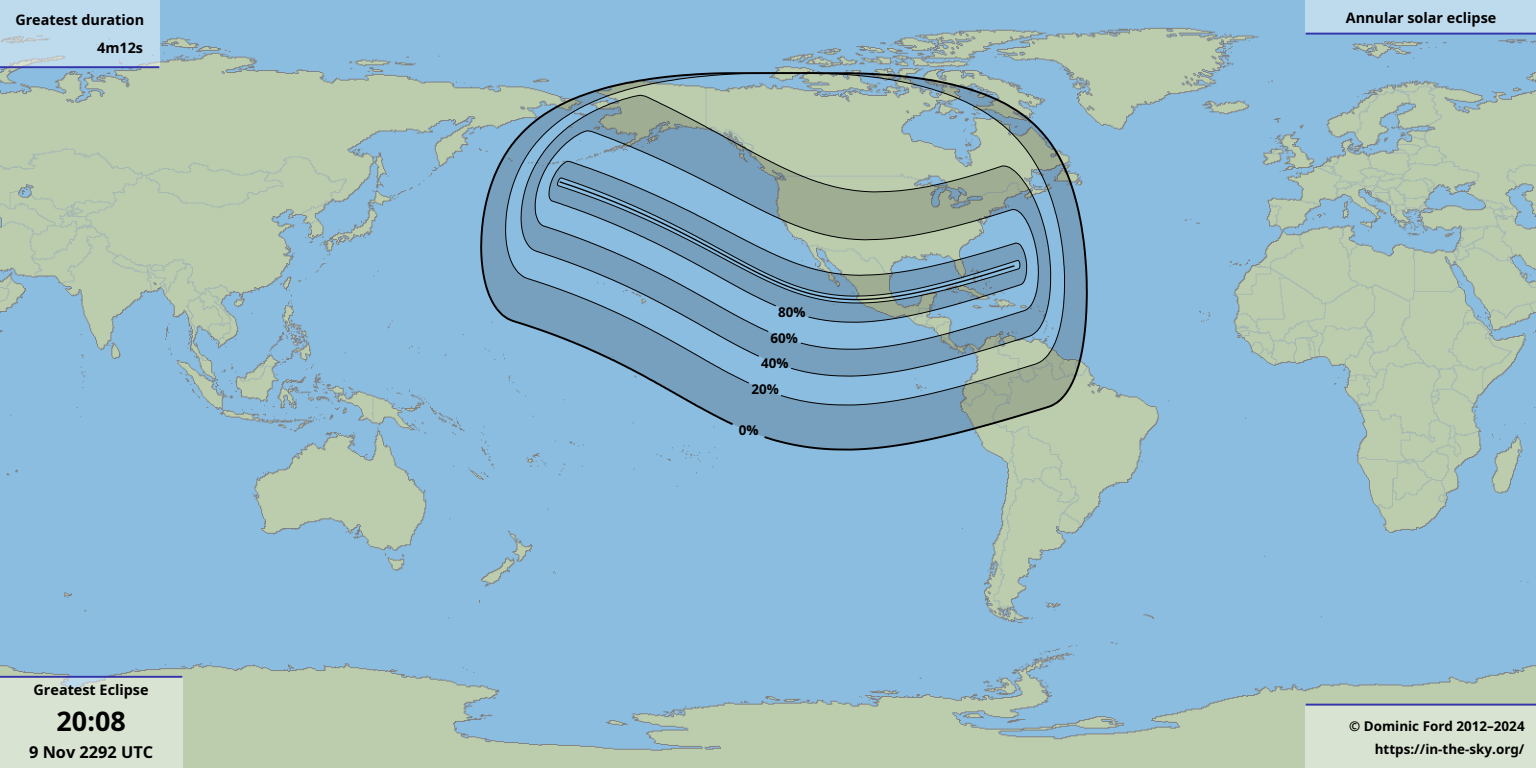 Greatest duration
4m12s
Annular solar eclipse
80%
60%
40%
20%
0%
Greatest Eclipse
20:08
9 Nov 2292 UTC
© Dominic Ford 2012–2024
https://in-the-sky.org/